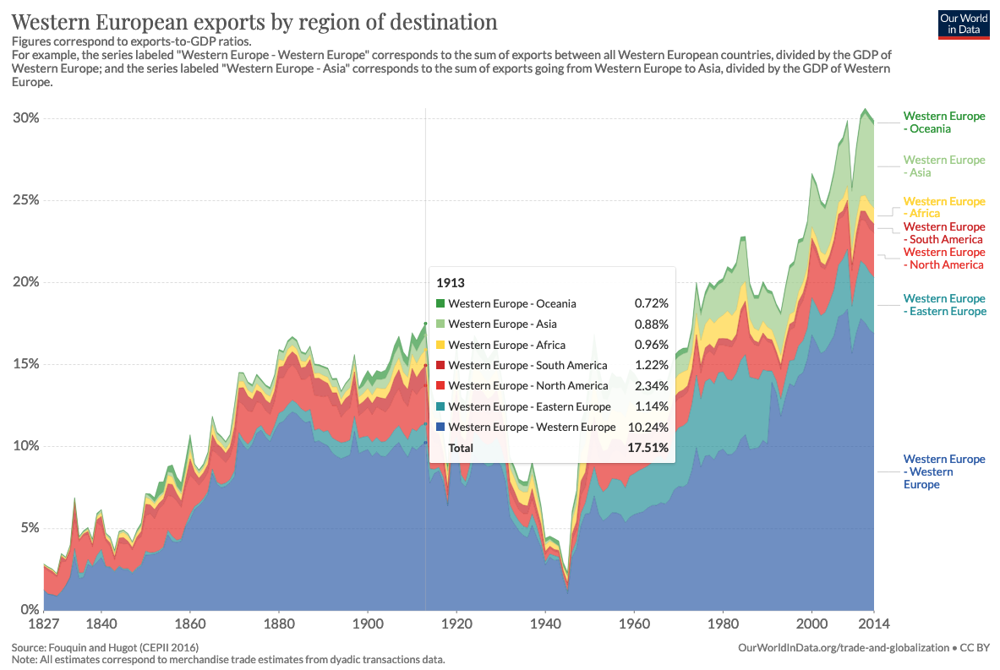 Western European exports by region of destination
Our World
in Data
Figures correspond to exports-to-GDP ratios.
For example, the series labeled "Western Europe - Western Europe" corresponds to the sum of exports between all Western European countries, divided by the GDP of
Western Europe; and the series labeled "Western Europe - Asia" corresponds to the sum of exports going from Western Europe to Asia, divided by the GDP of Western
Europe.
30%
25%
20%
15%
10%
5%
0%
Western Europe
- Oceania
Western Europe
- Asia
Western Europe
- Africa
Western Europe
- South America
Western Europe
- North America
Western Europe
- Eastern Europe
Western Europe
- Western
Europe
1913
Western Europe - Oceania 0.72%
Western Europe - Asia 0.88%
Western Europe - Africa 0.96%
Western Europe - South America 1.22%
Western Europe - North America 2.34%
Western Europe - Eastern Europe 1.14%
Western Europe - Western Europe 10.24%
Total 17.51%
1827 1840 1860 1880 1900 1920 1940 1960 1980 2000 2014
Source: Fouquin and Hugot (CEPII 2016)
OurWorldInData.org/trade-and-globalization • CC BY
Note: All estimates correspond to merchandise trade estimates from dyadic transactions data.